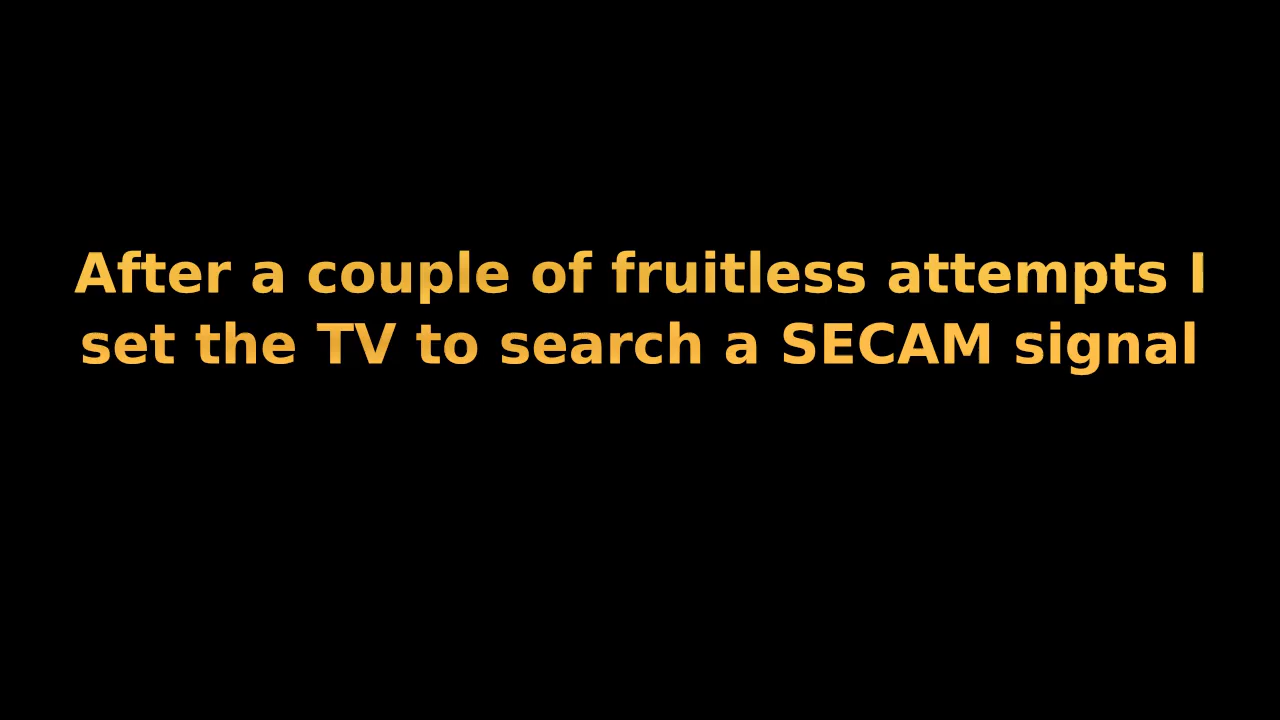 After a couple of fruitless attempts I
set the TV to search a SECAM signal